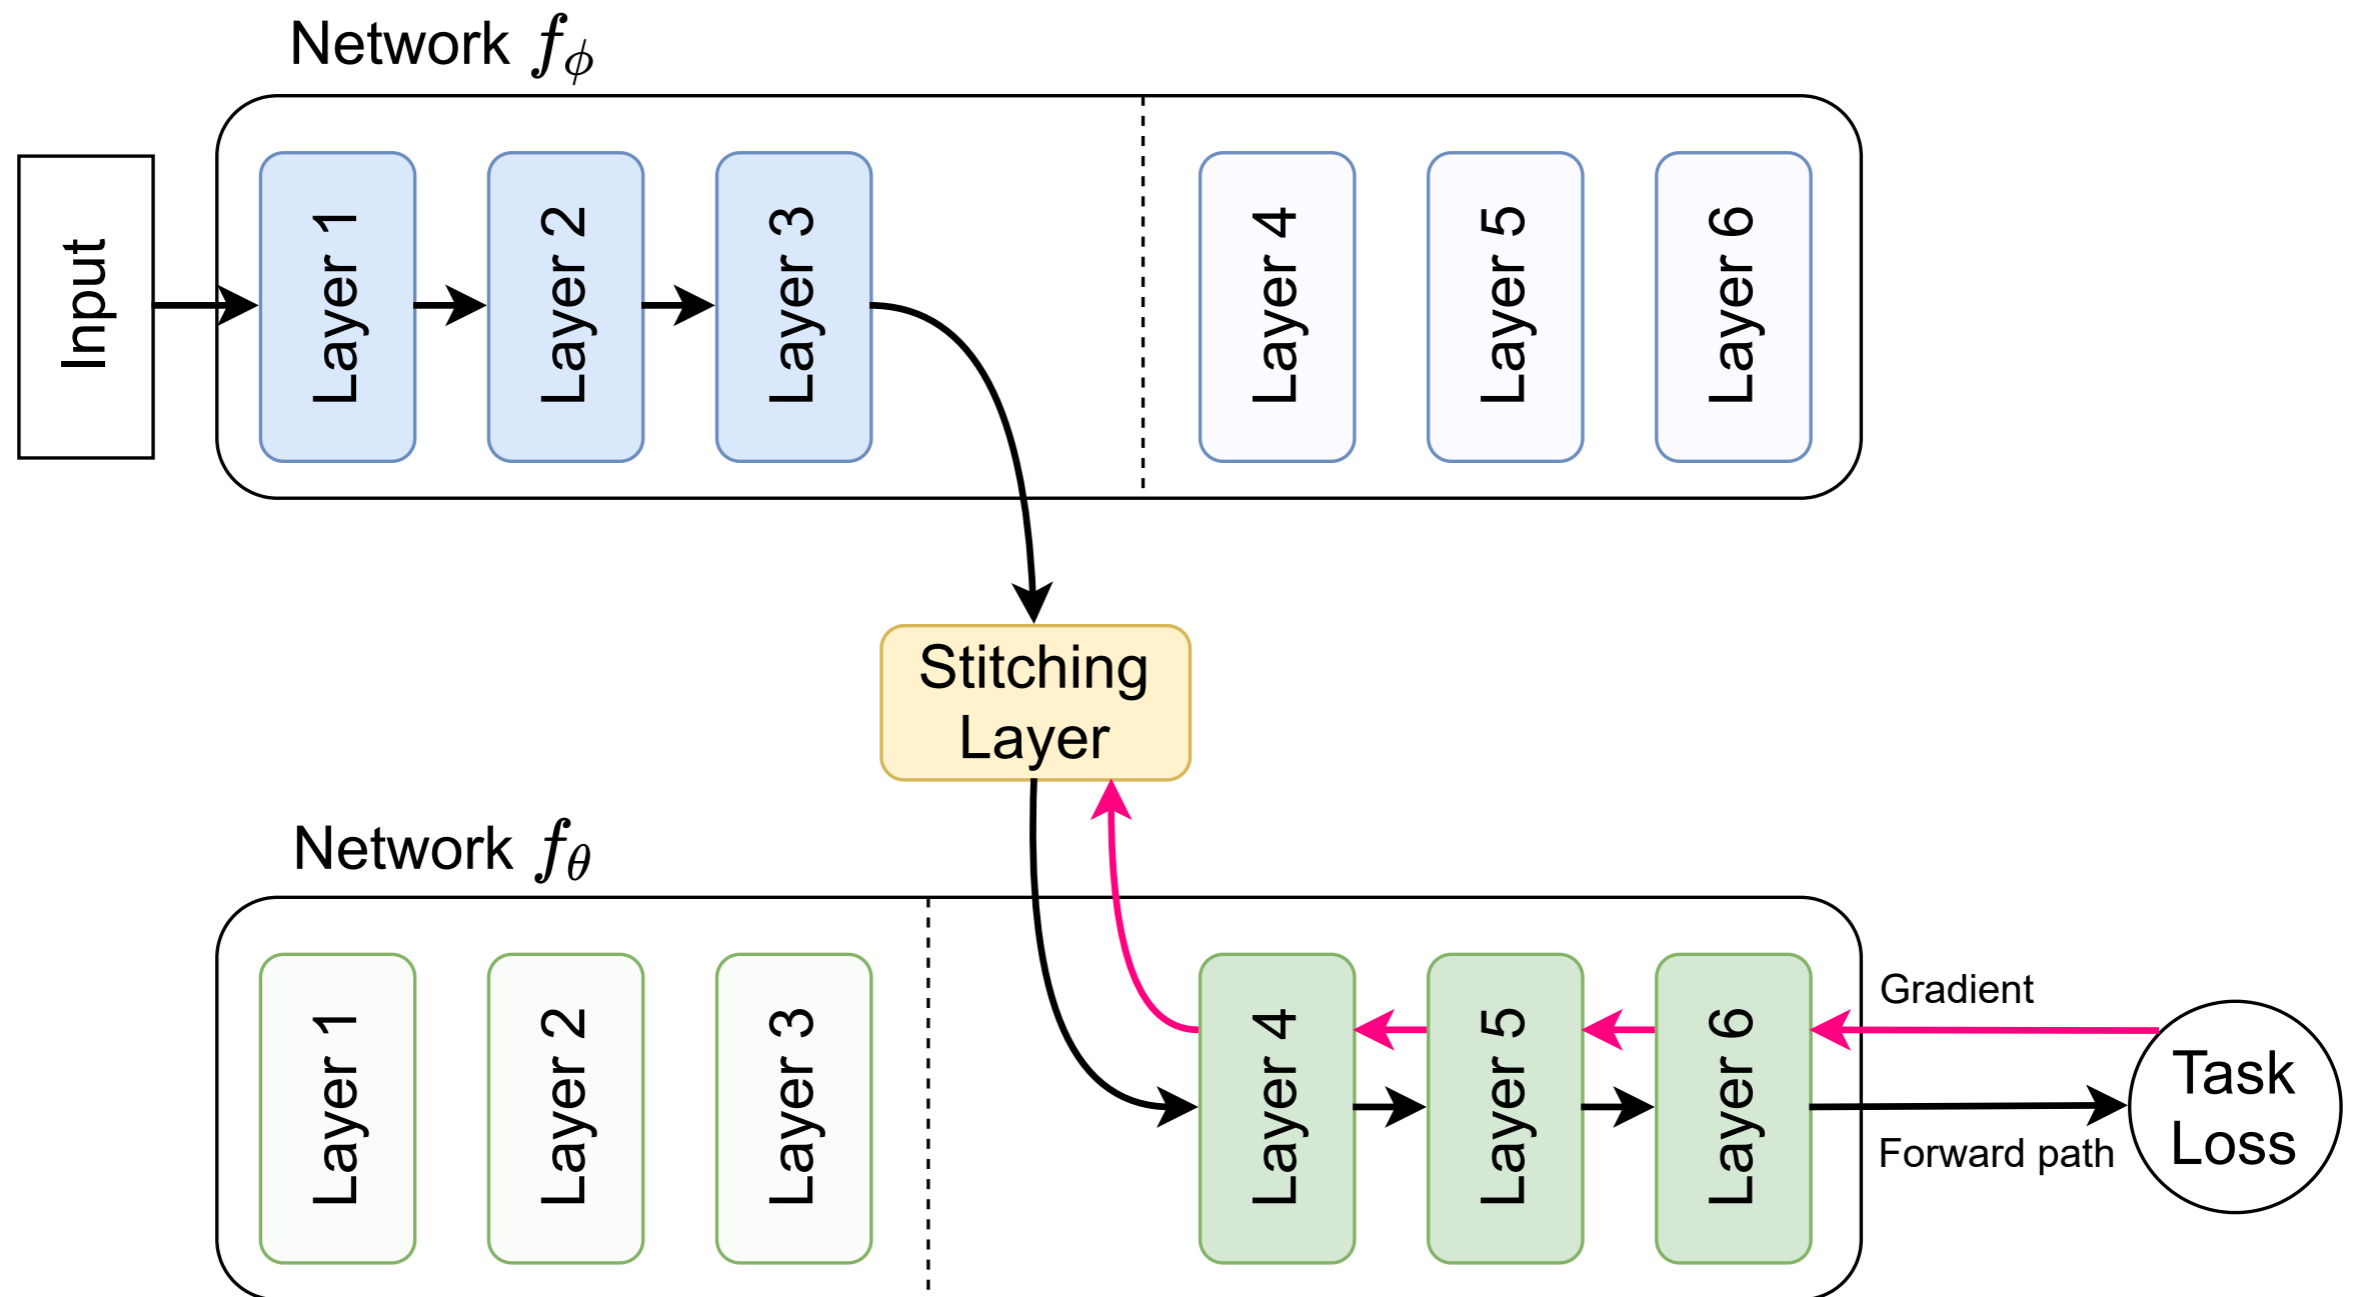 Network fϕ
Input
Layer 1
Layer 2
Layer 3
Layer 4
Layer 5
Layer 6
Stitching
Layer
Network fθ
Layer 1
Layer 2
Layer 3
Layer 4
Layer 5
Layer 6
Gradient
Forward path
Task
Loss